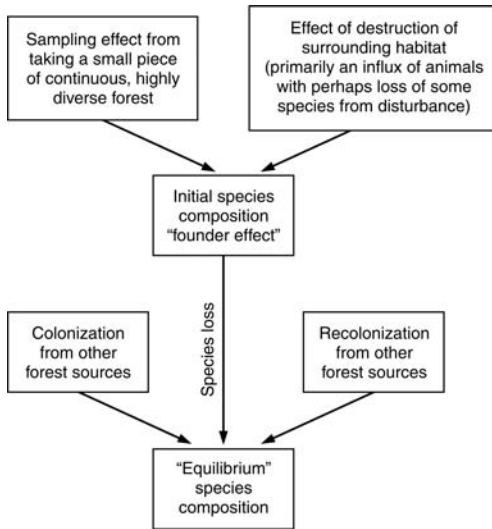 Sampling effect from
taking a small piece
of continuous, highly
diverse forest
Effect of destruction of
surrounding habitat
(primarily an influx of animals
with perhaps loss of some
species from disturbance)
Initial species
composition
“founder effect”
Species loss
Colonization
from other
forest sources
Recolonization
from other
forest sources
“Equilibrium”
species
composition